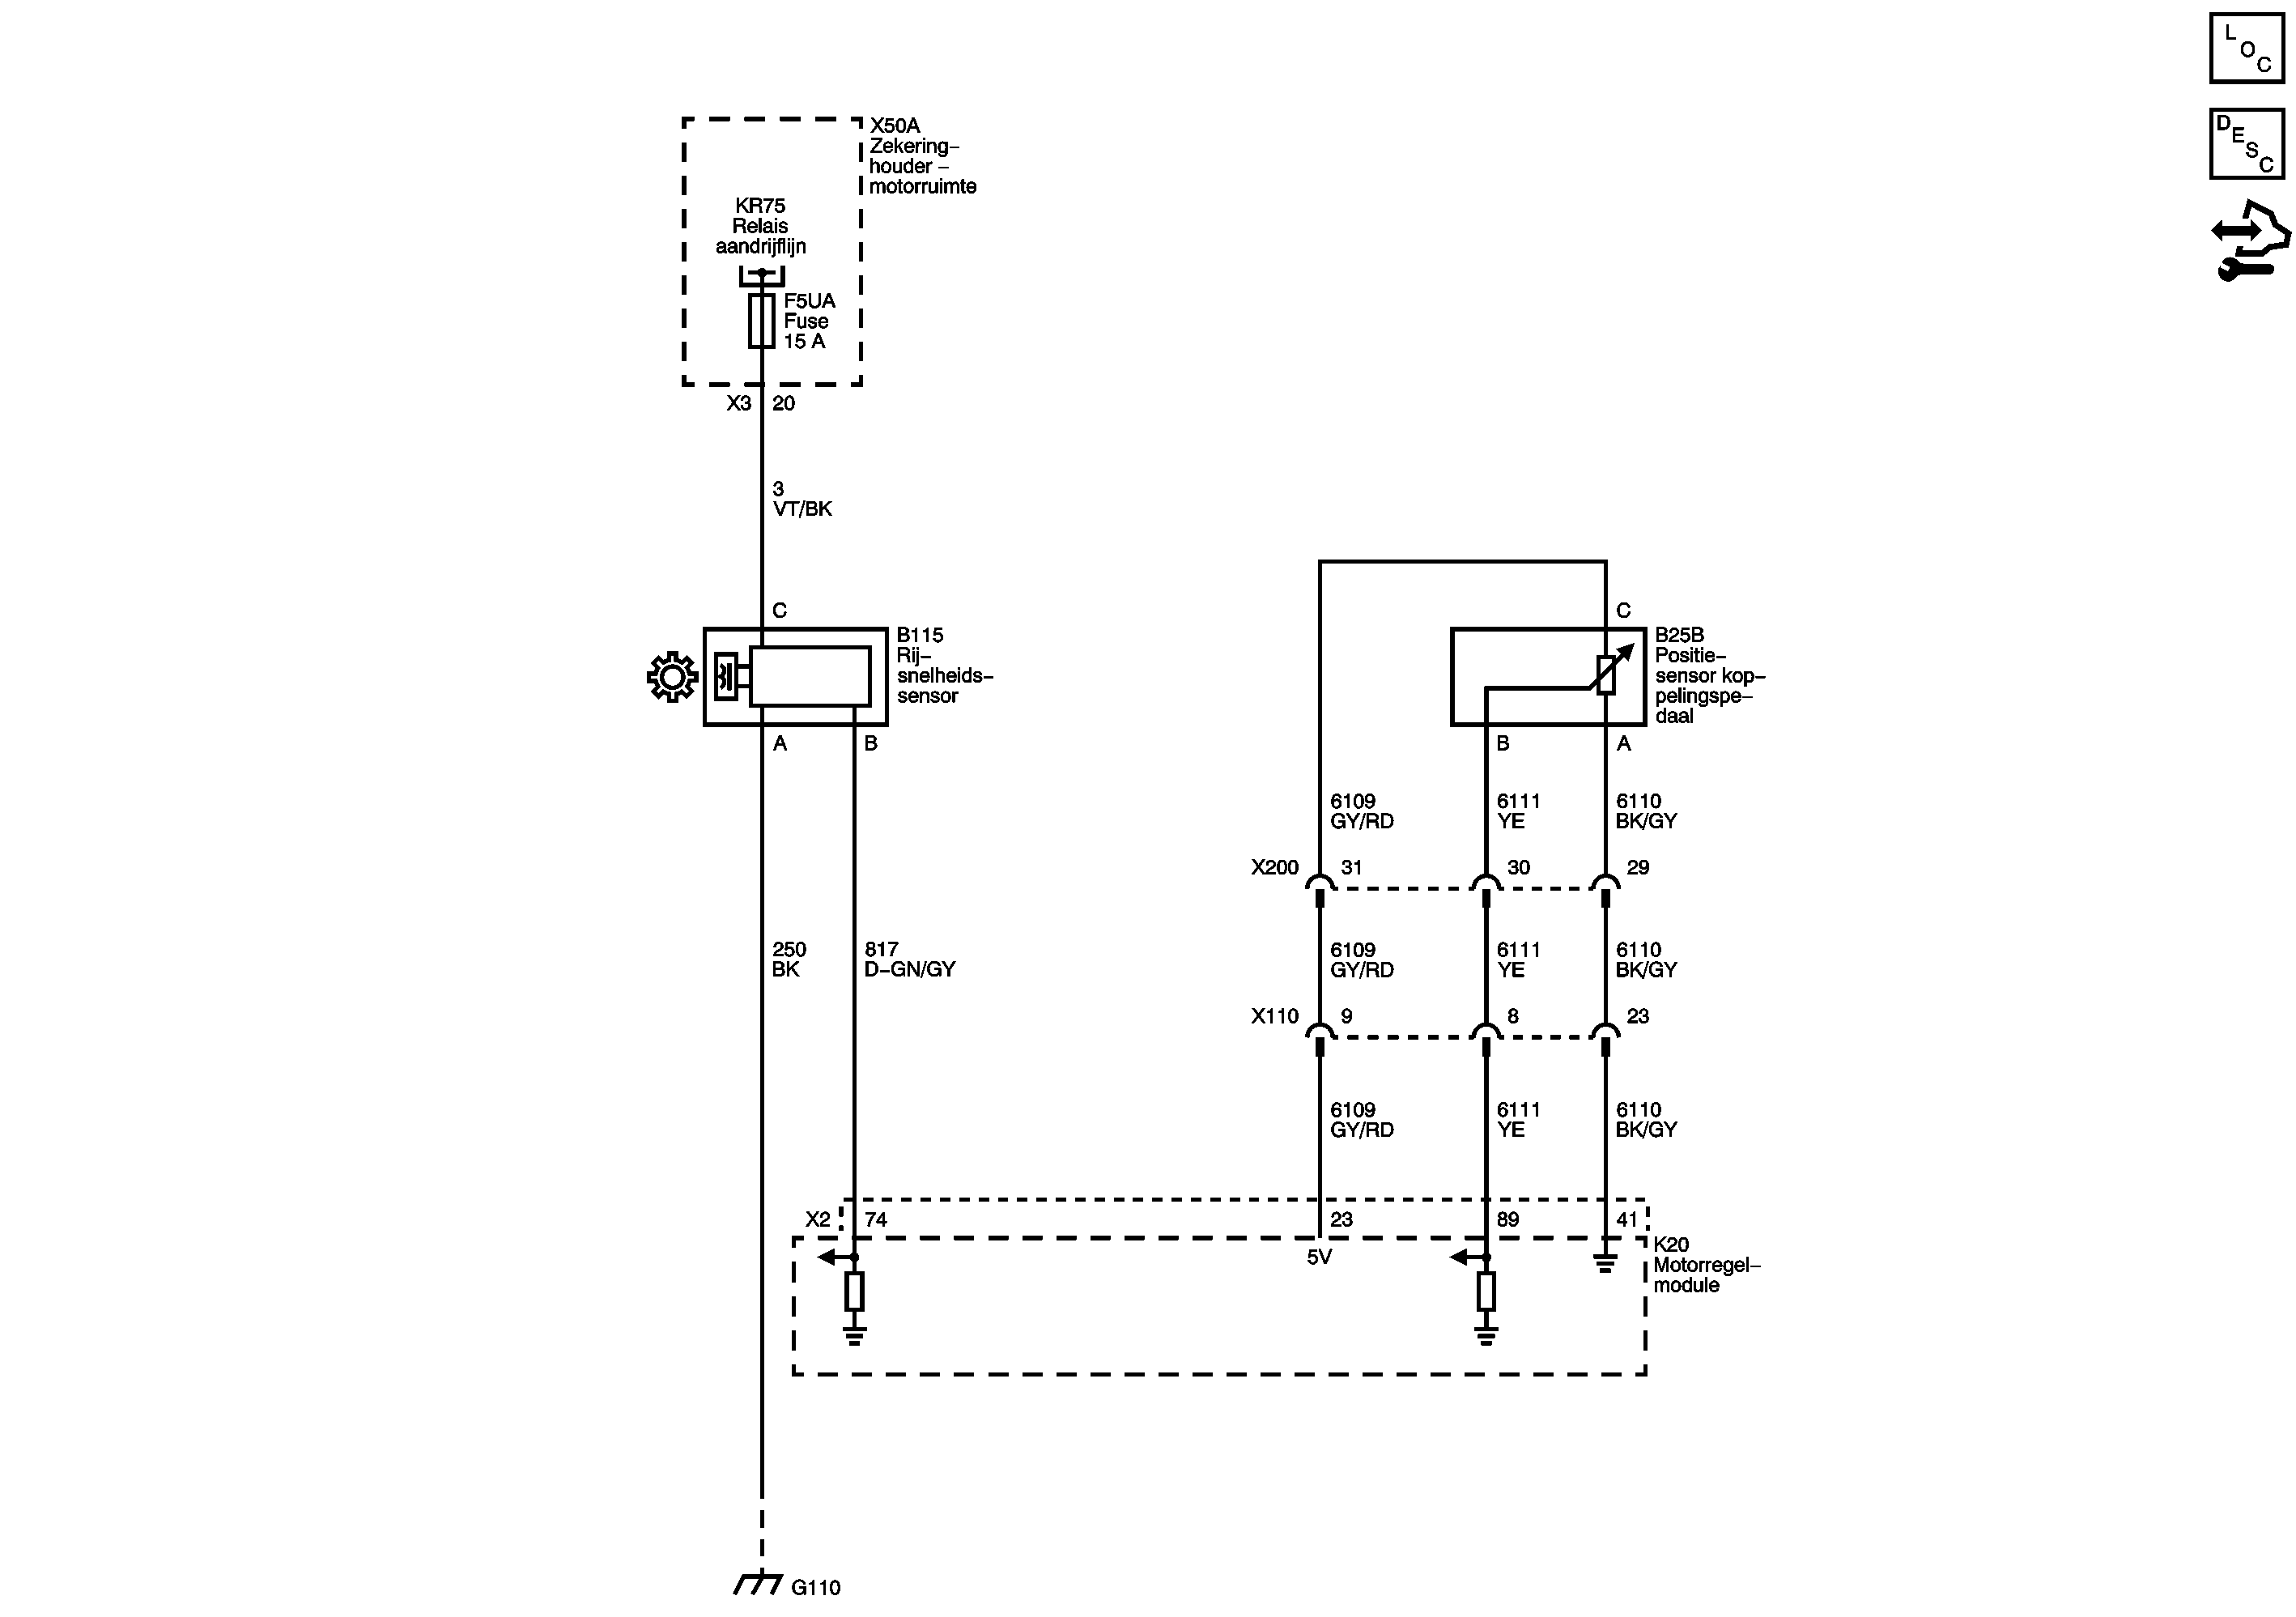 L
O
C
D
E
S
C
X50A
Zekering–
houder –
motorruimte
KR75
Relais
aandrijflijn
F5UA
Fuse
15 A
X3 20
3
VT/BK
C
B115
Rij–
snelheids–
sensor
A B
C
B25B
Positie–
sensor kop–
pelingspe–
daal
B A
6109 6111 6110
GY/RD YE BK/GY
X200 31 30 29
250 817
BK D–GN/GY
6109 6111 6110
GY/RD YE BK/GY
X110 9 8 23
6109 6111 6110
GY/RD YE BK/GY
X2 74 23 89 41
5V
K20
Motorregel–
module
G110